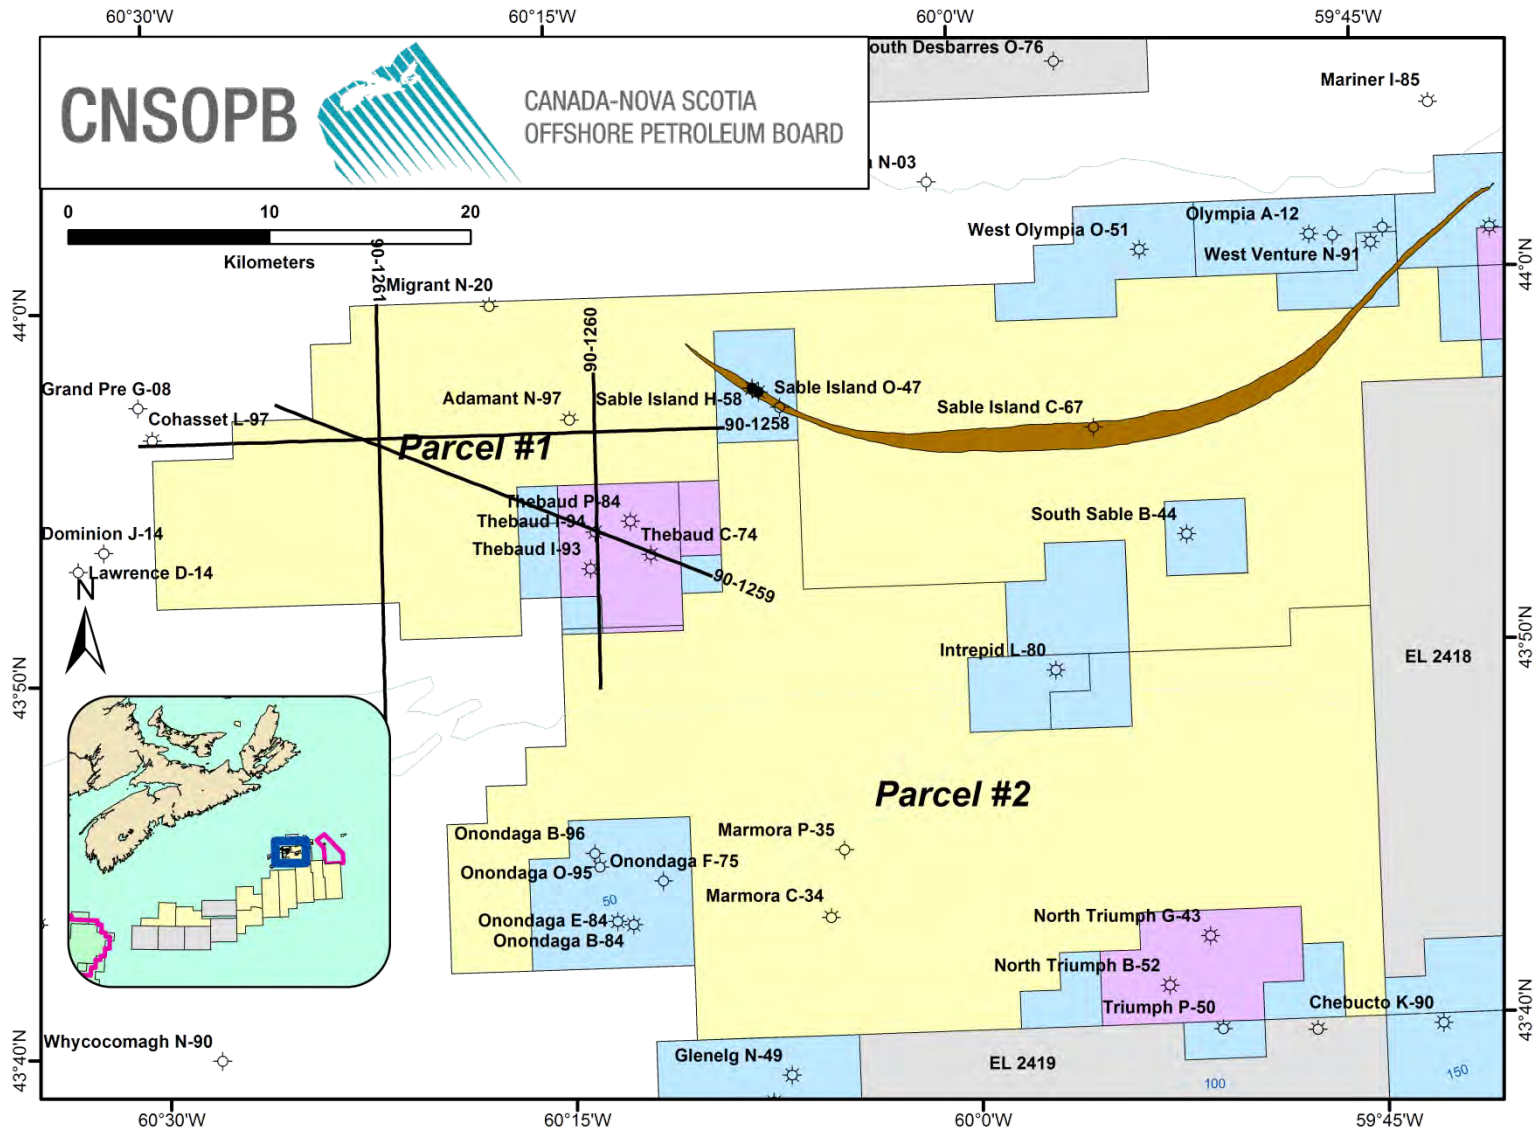 60°30'W
60°15'W
60°0'W
59°45'W
CNSOPB
CANADA-NOVA SCOTIA
OFFSHORE PETROLEUM BOARD
outh Desbarres O-76
Mariner I-85
N-03
0
10
20
Kilometers
West Olympia O-51
Olympia A-12
West Venture N-91
44°0'N
44°0'N
90-1261
Migrant N-20
90-1260
Grand Pre G-08
Cohasset L-97
Adamant N-97
Sable Island H-58
Sable Island O-47
Sable Island C-67
90-1258
Parcel #1
Thebaud P-84
Thebaud I-94
Thebaud C-74
Thebaud I-93
90-1259
South Sable B-44
Dominion J-14
Lawrence D-14
N
Intrepid L-80
EL 2418
43°50'N
43°50'N
Parcel #2
Onondaga B-96
Marmora P-35
Onondaga F-75
Onondaga O-95
50
Marmora C-34
Onondaga E-84
Onondaga B-84
North Triumph G-43
North Triumph B-52
Triumph P-50
Chebucto K-90
43°40'N
43°40'N
Whycocomagh N-90
Glenelg N-49
EL 2419
100
150
60°30'W
60°15'W
60°0'W
59°45'W